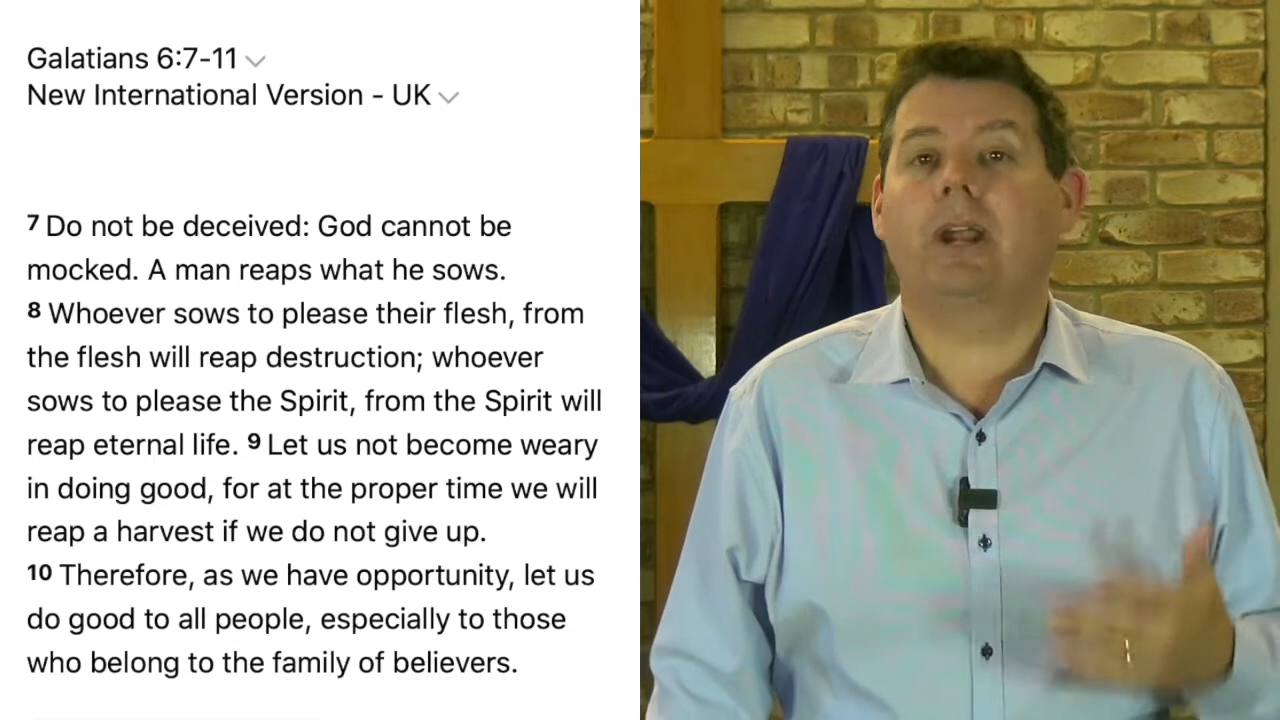 Galatians 6:7-11
New International Version - UK
7 Do not be deceived: God cannot be
mocked. A man reaps what he sows.
8 Whoever sows to please their flesh, from
the flesh will reap destruction; whoever
sows to please the Spirit, from the Spirit will
reap eternal life. 9 Let us not become weary
in doing good, for at the proper time we will
reap a harvest if we do not give up.
10 Therefore, as we have opportunity, let us
do good to all people, especially to those
who belong to the family of believers.